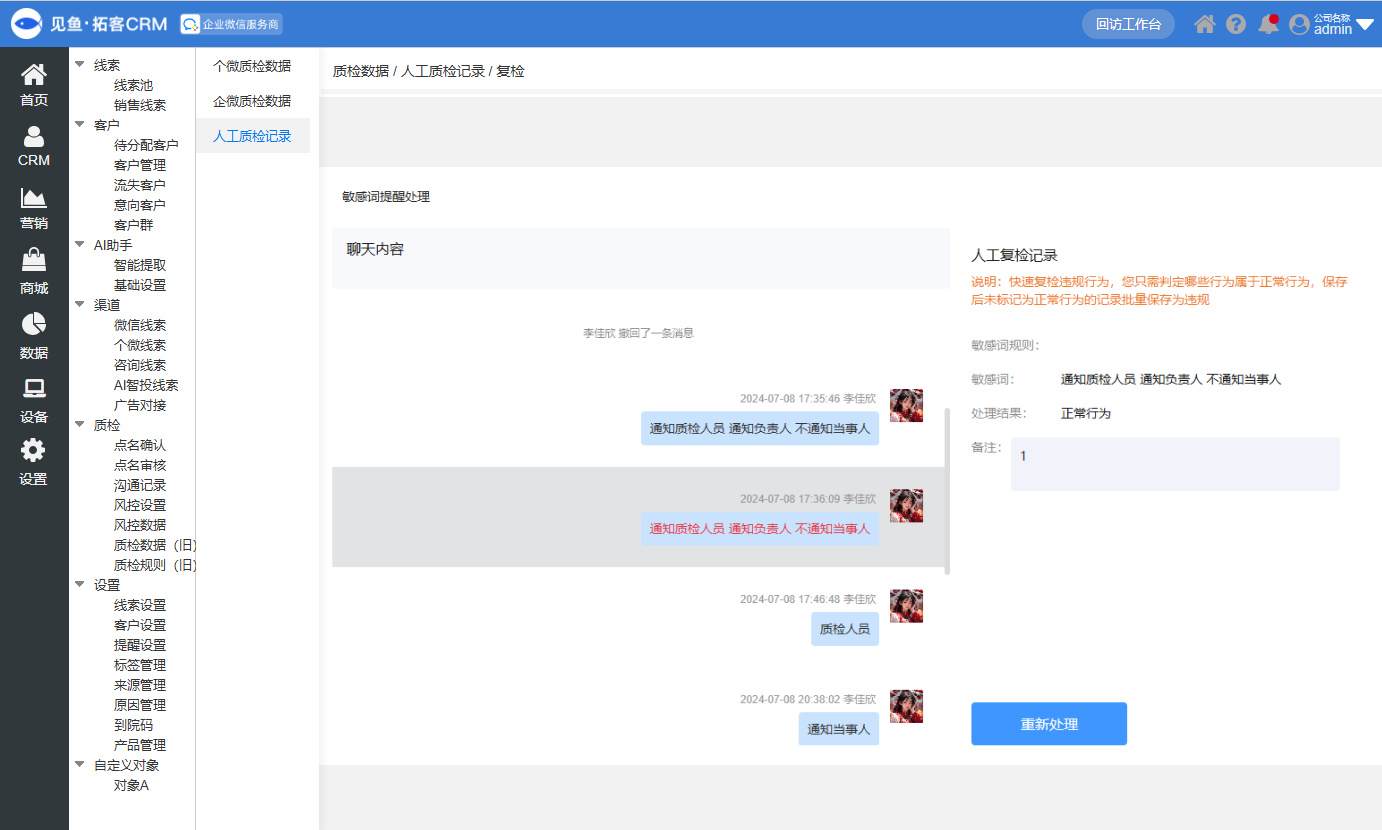 见鱼·拓客CRM
企业微信服务商
回访工作台
公司名称
admin
首页
CRM
营销
商城
数据
设备
设置
线索
线索池
销售线索
客户
待分配客户
客户管理
流失客户
意向客户
客户群
AI助手
智能提取
基础设置
渠道
微信线索
个微线索
咨询线索
AI智投线索
广告对接
质检
点名确认
点名审核
沟通记录
风控设置
风控数据
质检数据（旧）
质检规则（旧）
设置
线索设置
客户设置
提醒设置
标签管理
来源管理
原因管理
到院码
产品管理
自定义对象
对象A
个微质检数据
企微质检数据
人工质检记录
质检数据 / 人工质检记录 / 复检
敏感词提醒处理
聊天内容
李佳欣 撤回了一条消息
2024-07-08 17:35:46 李佳欣
通知质检人员 通知负责人 不通知当事人
2024-07-08 17:36:09 李佳欣
通知质检人员 通知负责人 不通知当事人
2024-07-08 17:46:48 李佳欣
质检人员
2024-07-08 20:38:02 李佳欣
通知当事人
人工复检记录
说明：快速复检违规行为，您只需判定哪些行为属于正常行为，保存
后未标记为正常行为的记录批量保存为违规
敏感词规则：
敏感词： 通知质检人员 通知负责人 不通知当事人
处理结果： 正常行为
备注： 1
重新处理